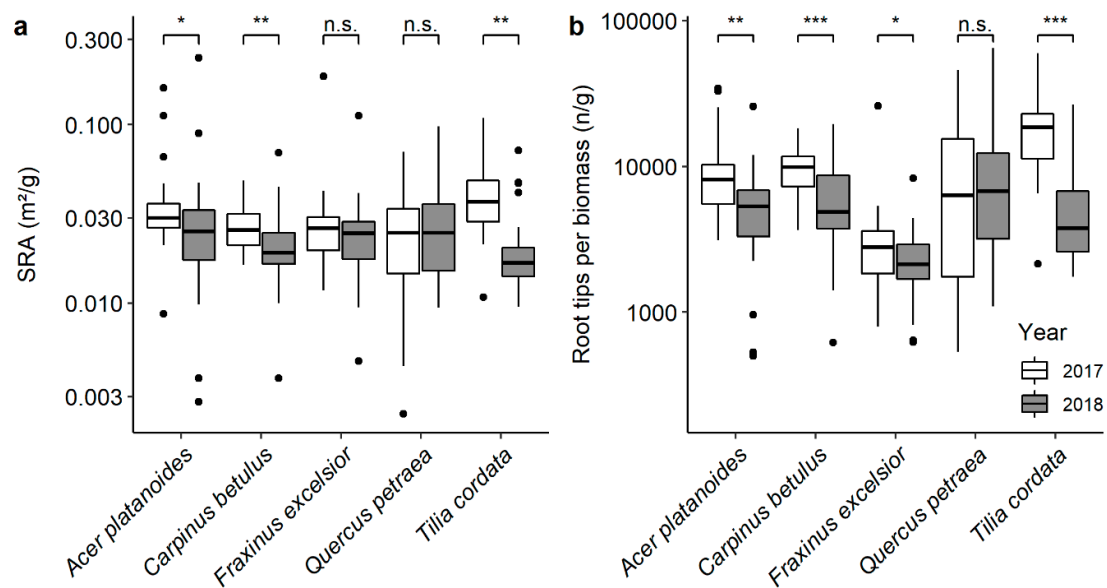 a
* ** n.s. n.s. **
SRA (m²/g)
0.300
0.100
0.030
0.010
0.003
Acer platanoides
Carpinus betulus
Fraxinus excelsior
Quercus petraea
Tilia cordata
b
** *** * n.s. ***
Root tips per biomass (n/g)
100000
10000
1000
Year
2017
2018
Acer platanoides
Carpinus betulus
Fraxinus excelsior
Quercus petraea
Tilia cordata